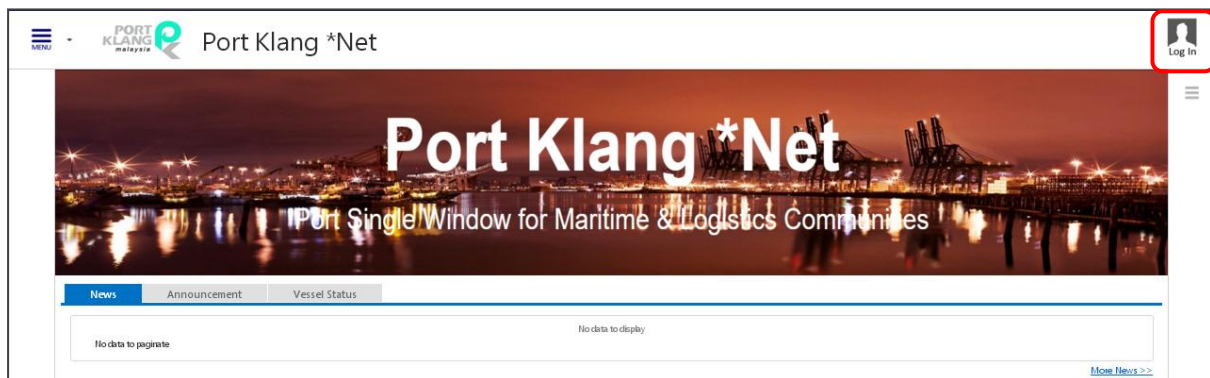 MENU
PORT
KLANG
malaysia
Port Klang *Net
Log In
Port Klang *Net
Port Single Window for Maritime & Logistics Communities
News
Announcement
Vessel Status
No data to display
No data to paginate
More News >>